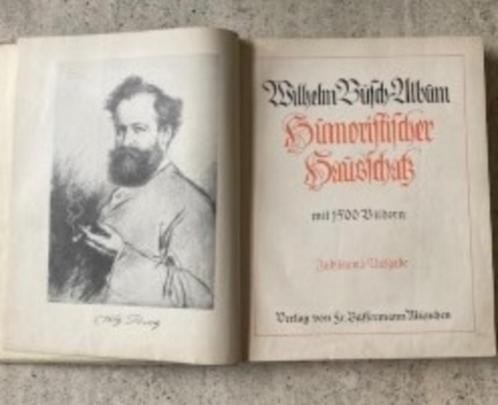 Wilhelm Busch-Album
Humoristischer
Hausschatz
mit 1500 Bildern
Jubiläums-Ausgabe
Verlag von Fr. Bassermann München